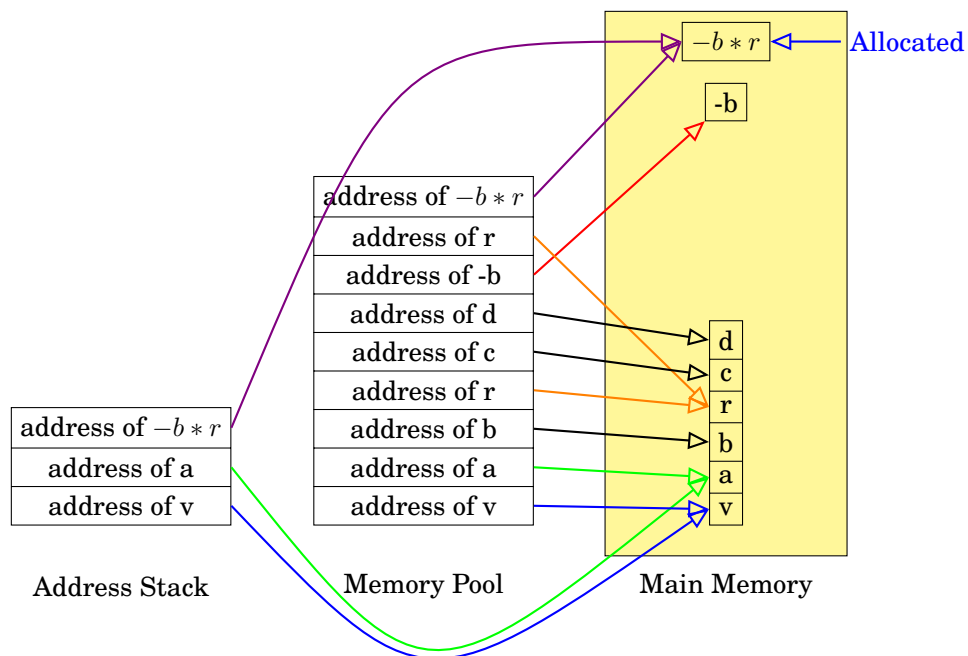 −b ∗ r
Allocated
-b
address of −b ∗ r
address of r
address of -b
address of d
address of c
address of r
address of b
address of a
address of v
d
c
r
b
a
v
address of −b ∗ r
address of a
address of v
Address Stack
Memory Pool
Main Memory